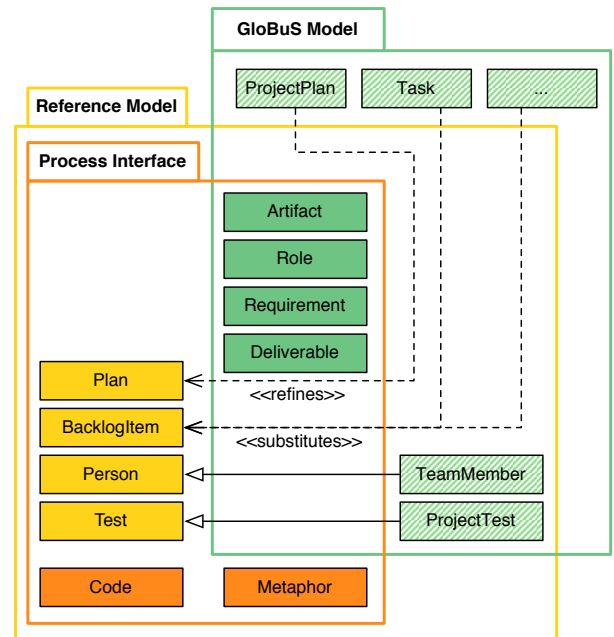 GloBuS Model
ProjectPlan
Task
...
Reference Model
Process Interface
Artifact
Role
Requirement
Deliverable
Plan
<<refines>>
BacklogItem
<<substitutes>>
Person
TeamMember
Test
ProjectTest
Code
Metaphor